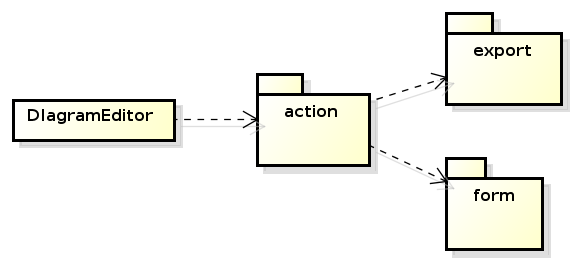 DIagramEditor
action
export
form